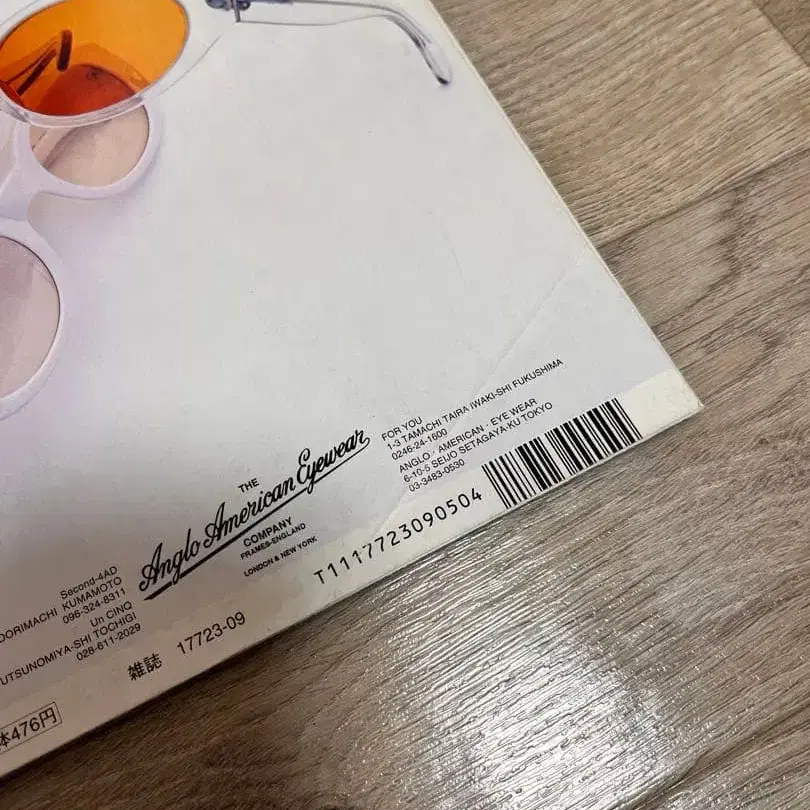 Second-4AD
DORIMACHI KUMAMOTO
096-324-8311
Un CINQ
UTSUNOMIYA-SHI TOCHIGI
028-611-2029
THE
Anglo American Eyewear
COMPANY
FRAMES-ENGLAND
LONDON & NEW YORK
FOR YOU
1-3 TAMACHI TAIRA IWAKI-SHI FUKUSHIMA
0246-24-1600
ANGLO · AMERICAN · EYE WEAR
6-10-5 SEIJO SETAGAYA-KU TOKYO
03-3483-0530
T1117723090504
雑誌 17723-09
本476円